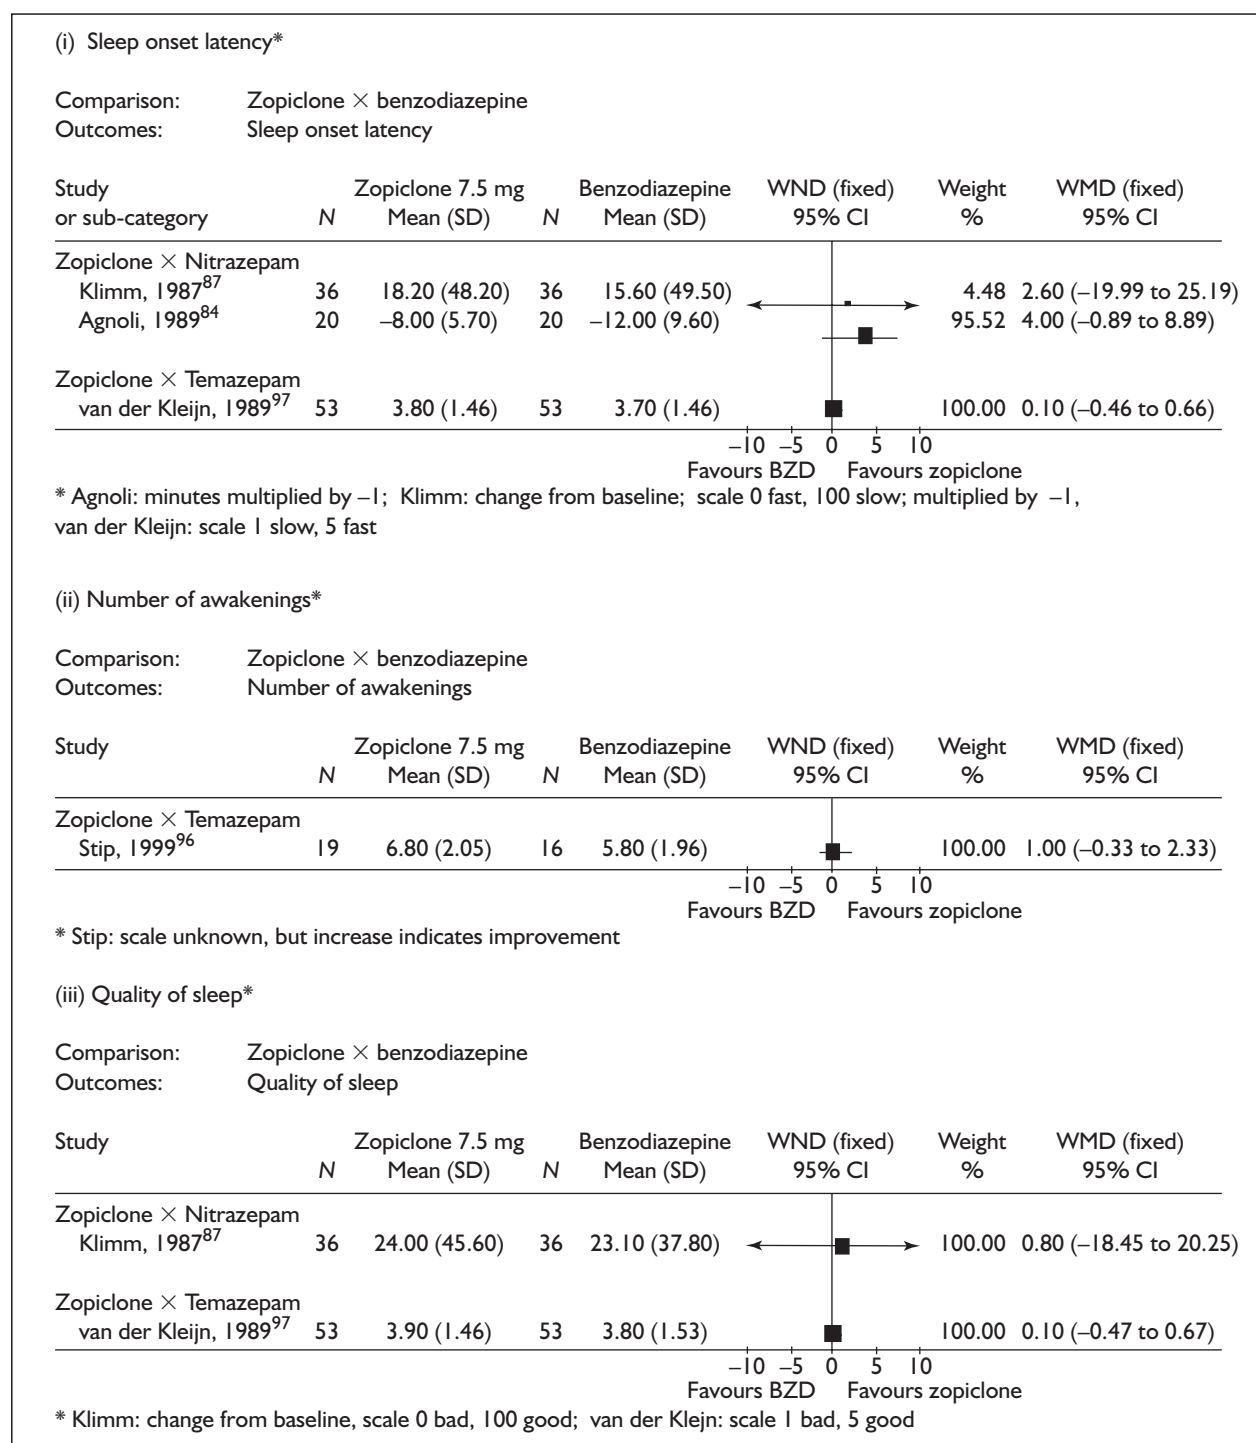 (i) Sleep onset latency*
Comparison: Zopiclone × benzodiazepine
Outcomes: Sleep onset latency
Study Zopiclone 7.5 mg Benzodiazepine WND (fixed) Weight WMD (fixed)
or sub-category N Mean (SD) N Mean (SD) 95% CI % 95% CI
Zopiclone × Nitrazepam
Klimm, 1987⁸⁷ 36 18.20 (48.20) 36 15.60 (49.50) 4.48 2.60 (–19.99 to 25.19)
Agnoli, 1989⁸⁴ 20 –8.00 (5.70) 20 –12.00 (9.60) 95.52 4.00 (–0.89 to 8.89)
Zopiclone × Temazepam
van der Kleijn, 1989⁹⁷ 53 3.80 (1.46) 53 3.70 (1.46) 100.00 0.10 (–0.46 to 0.66)
–10 –5 0 5 10
Favours BZD Favours zopiclone
* Agnoli: minutes multiplied by –1; Klimm: change from baseline; scale 0 fast, 100 slow; multiplied by –1,
van der Kleijn: scale 1 slow, 5 fast
(ii) Number of awakenings*
Comparison: Zopiclone × benzodiazepine
Outcomes: Number of awakenings
Study Zopiclone 7.5 mg Benzodiazepine WND (fixed) Weight WMD (fixed)
N Mean (SD) N Mean (SD) 95% CI % 95% CI
Zopiclone × Temazepam
Stip, 1999⁹⁶ 19 6.80 (2.05) 16 5.80 (1.96) 100.00 1.00 (–0.33 to 2.33)
–10 –5 0 5 10
Favours BZD Favours zopiclone
* Stip: scale unknown, but increase indicates improvement
(iii) Quality of sleep*
Comparison: Zopiclone × benzodiazepine
Outcomes: Quality of sleep
Study Zopiclone 7.5 mg Benzodiazepine WND (fixed) Weight WMD (fixed)
N Mean (SD) N Mean (SD) 95% CI % 95% CI
Zopiclone × Nitrazepam
Klimm, 1987⁸⁷ 36 24.00 (45.60) 36 23.10 (37.80) 100.00 0.80 (–18.45 to 20.25)
Zopiclone × Temazepam
van der Kleijn, 1989⁹⁷ 53 3.90 (1.46) 53 3.80 (1.53) 100.00 0.10 (–0.47 to 0.67)
–10 –5 0 5 10
Favours BZD Favours zopiclone
* Klimm: change from baseline, scale 0 bad, 100 good; van der Klejn: scale 1 bad, 5 good